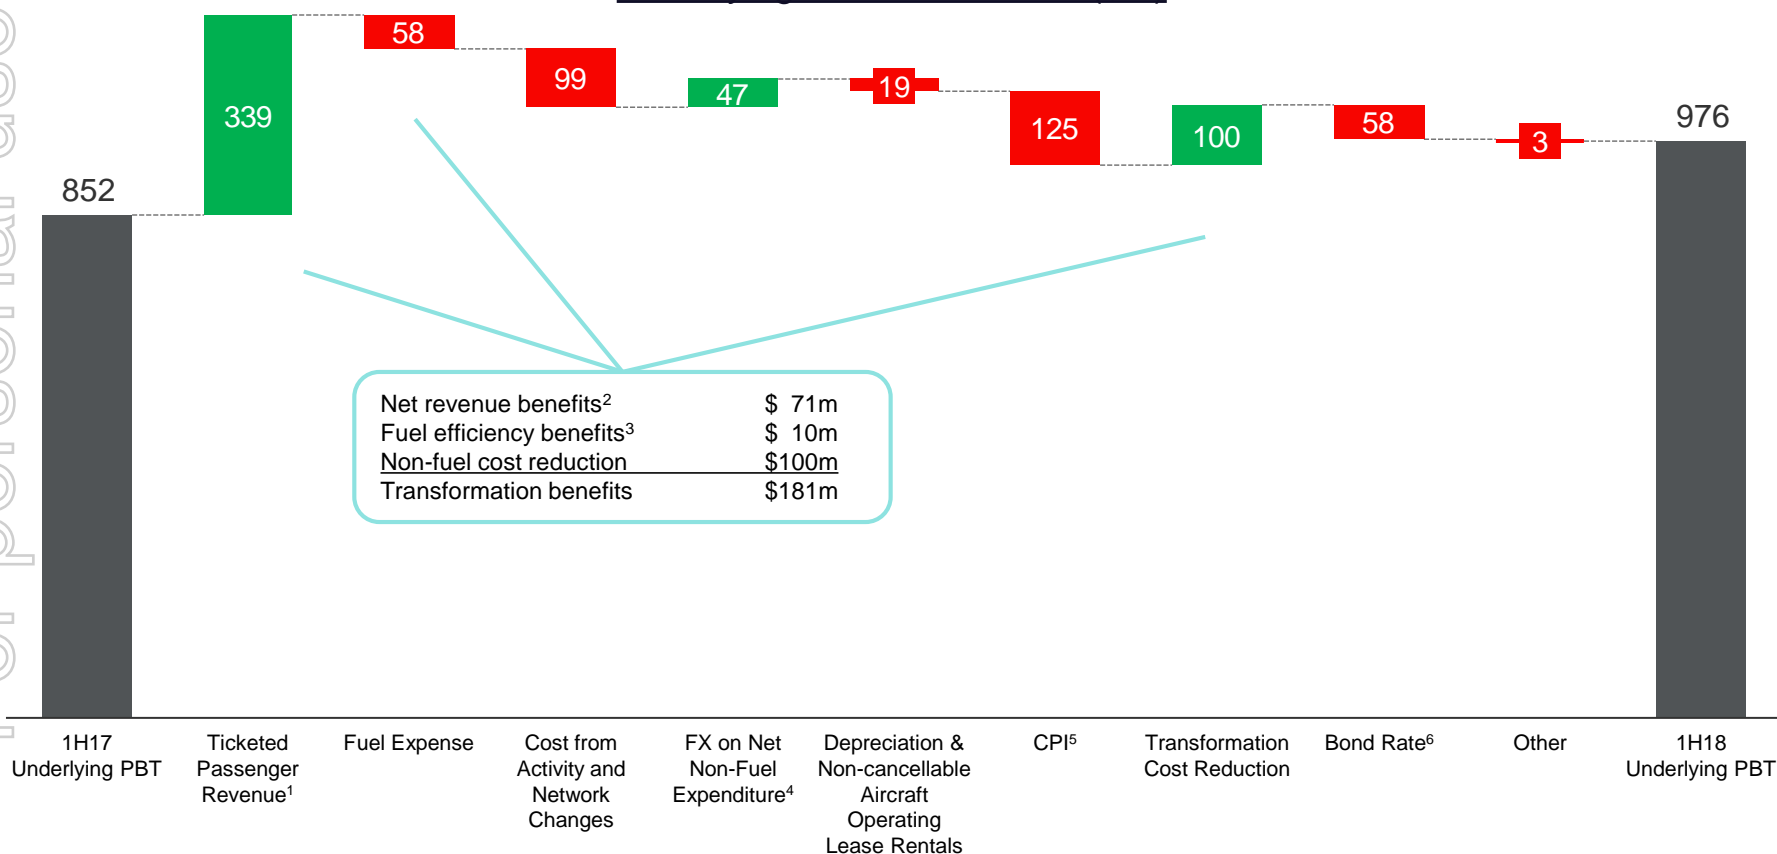 852
339
58
99
47
19
125
100
58
3
976
Net revenue benefits2 $ 71m
Fuel efficiency benefits3 $ 10m
Non-fuel cost reduction $100m
Transformation benefits $181m
1H17
Underlying PBT
Ticketed
Passenger
Revenue1
Fuel Expense
Cost from
Activity and
Network
Changes
FX on Net
Non-Fuel
Expenditure4
Depreciation &
Non-cancellable
Aircraft
Operating
Lease Rentals
CPI5
Transformation
Cost Reduction
Bond Rate6
Other
1H18
Underlying PBT